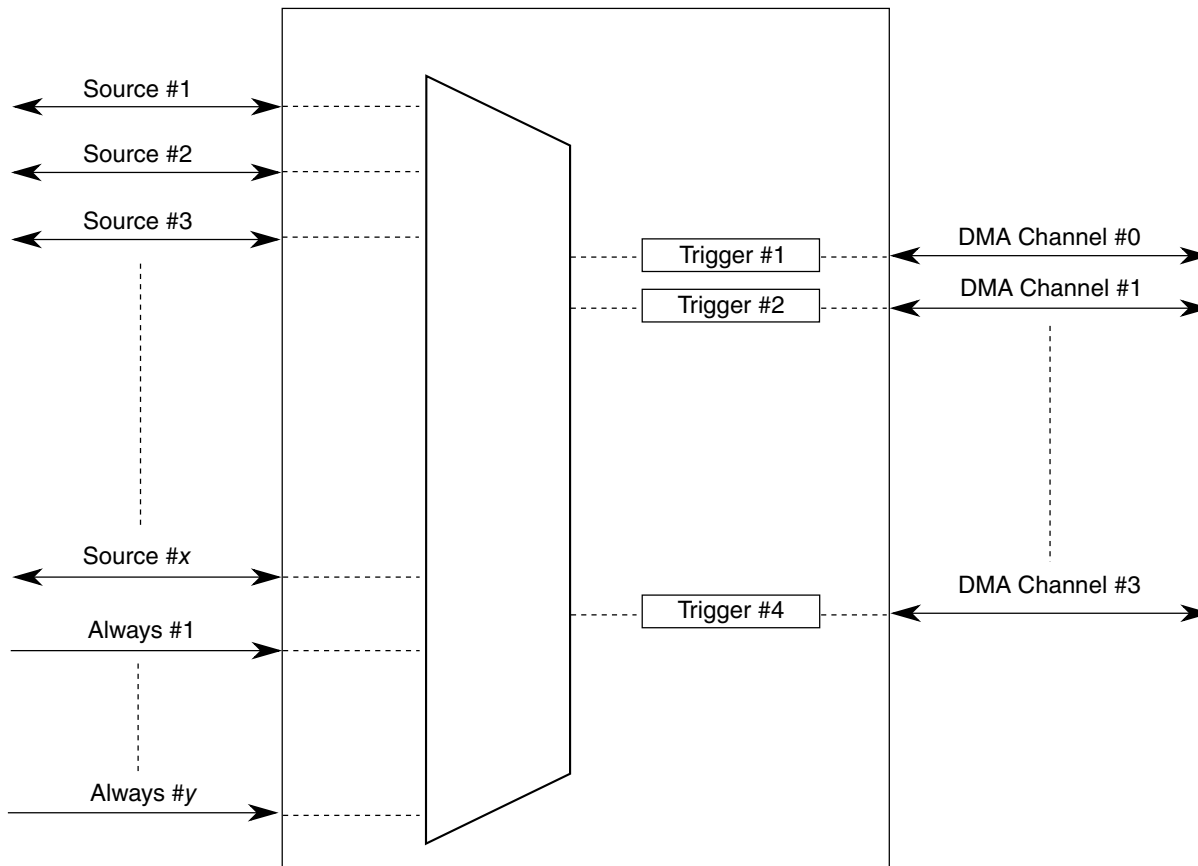 Source #1
Source #2
Source #3
Source #x
Always #1
Always #y
Trigger #1
Trigger #2
Trigger #4
DMA Channel #0
DMA Channel #1
DMA Channel #3